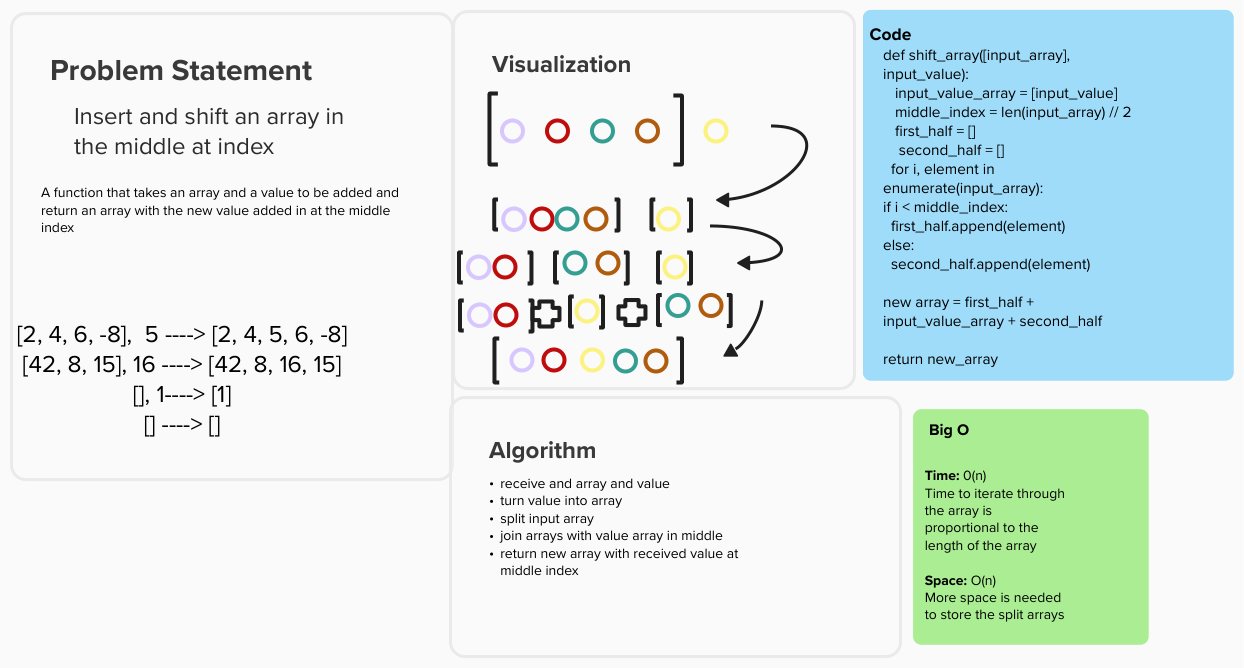 Problem Statement
Insert and shift an array in
the middle at index
A function that takes an array and a value to be added and
return an array with the new value added in at the middle
index
[2, 4, 6, -8],  5 ----> [2, 4, 5, 6, -8]
[42, 8, 15], 16 ----> [42, 8, 16, 15]
[], 1----> [1]
[] ----> []
Visualization
Algorithm
• receive and array and value
• turn value into array
• split input array
• join arrays with value array in middle
• return new array with received value at
middle index
Code
def shift_array([input_array],
input_value):
input_value_array = [input_value]
middle_index = len(input_array) // 2
first_half = []
second_half = []
for i, element in
enumerate(input_array):
if i < middle_index:
first_half.append(element)
else:
second_half.append(element)
new array = first_half +
input_value_array + second_half
return new_array
Big O
Time: 0(n)
Time to iterate through
the array is
proportional to the
length of the array
Space: O(n)
More space is needed
to store the split arrays